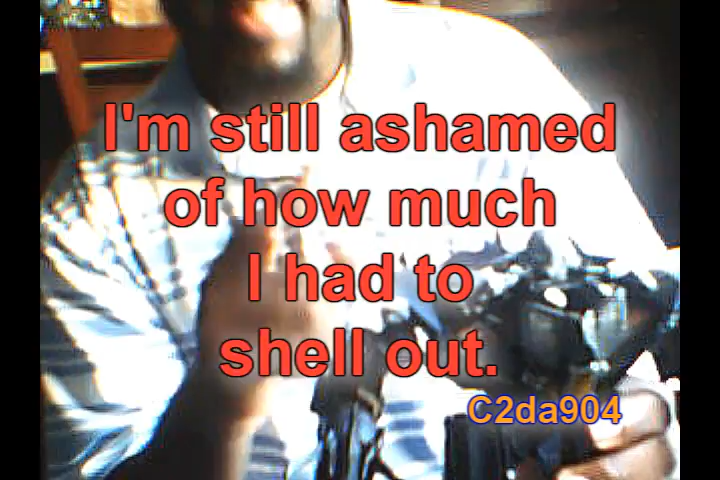 I'm still ashamed
of how much
I had to
shell out.
C2da904